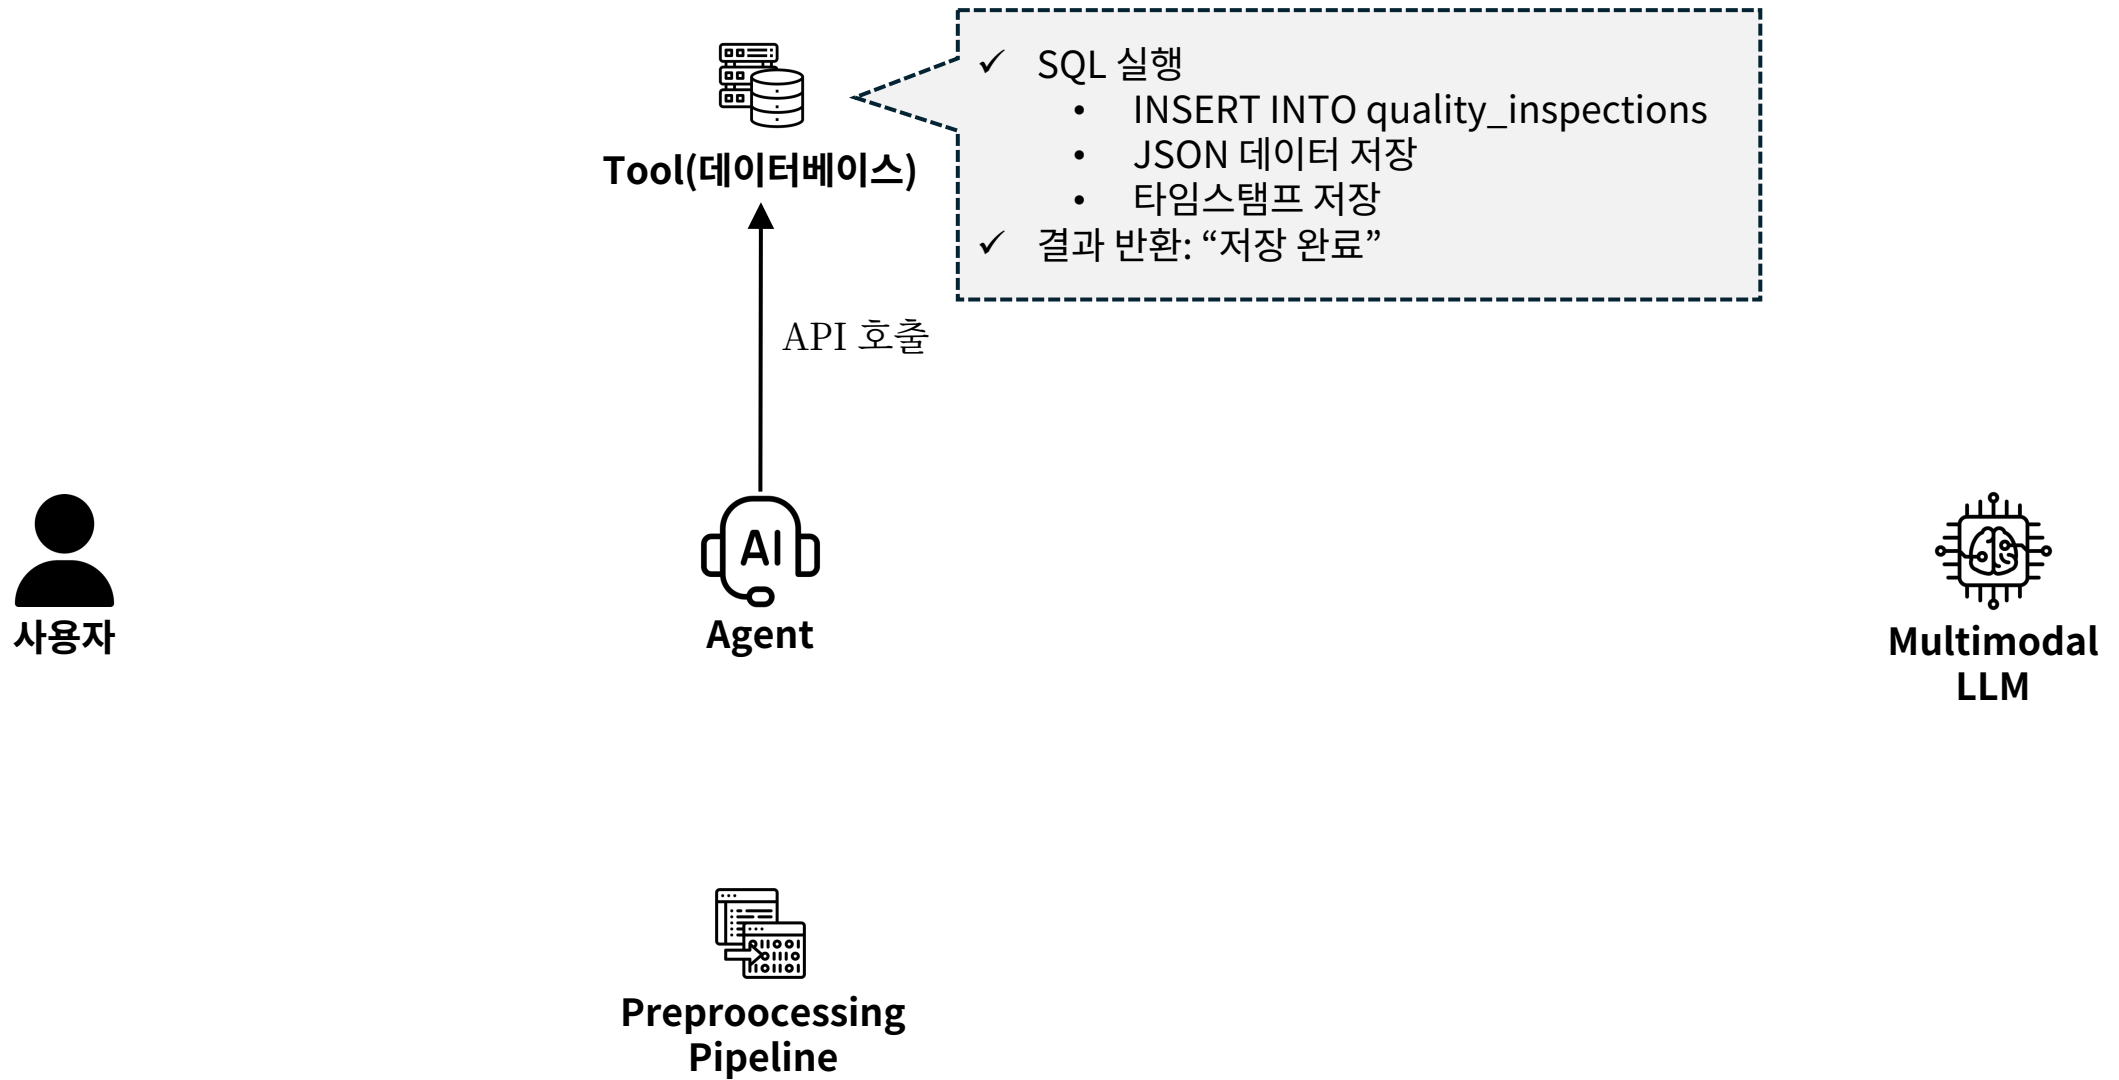 SQL 실행
INSERT INTO quality_inspections
JSON 데이터 저장
타임스탬프 저장
결과 반환: “저장 완료”
Tool(데이터베이스)
API 호출
AI
사용자
Agent
Multimodal
LLM
Preproocessing
Pipeline